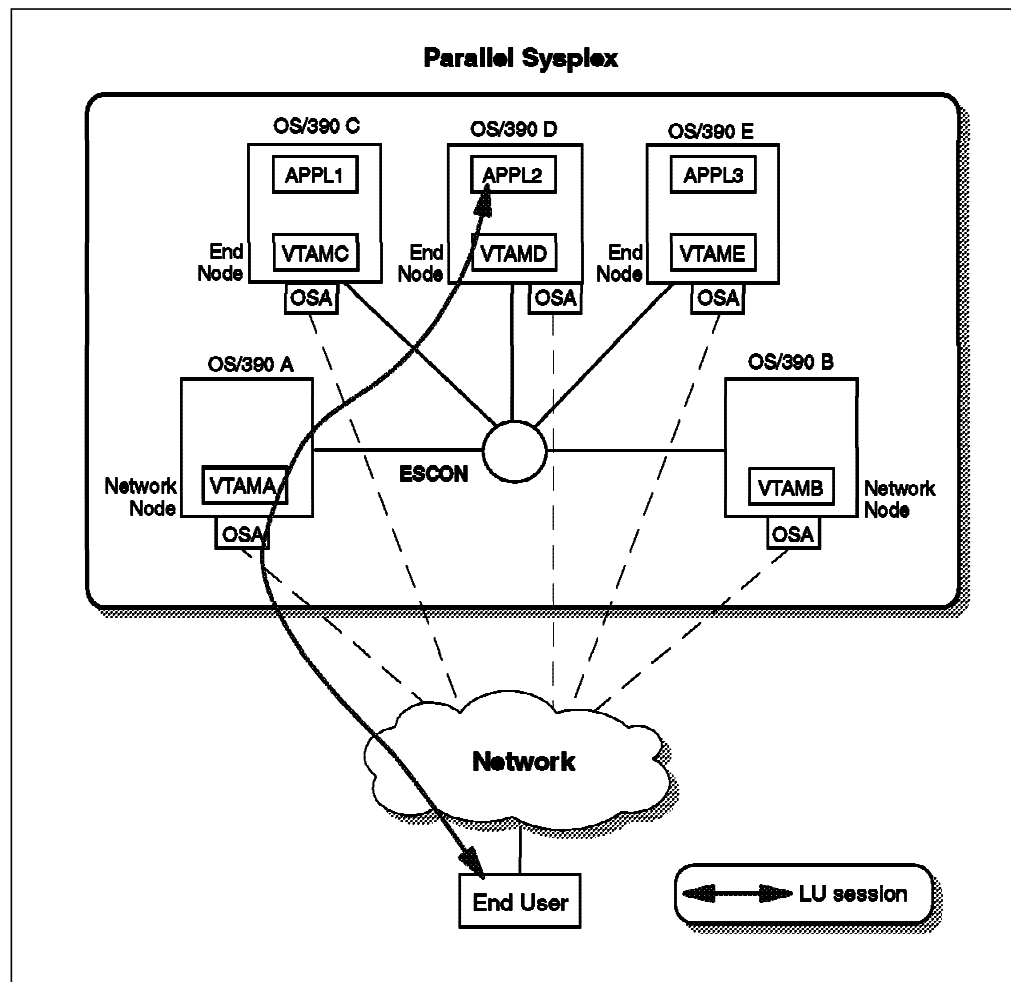 Parallel Sysplex
OS/390 C
OS/390 D
OS/390 E
APPL1
APPL2
APPL3
End
Node
VTAMC
End
Node
VTAMD
End
Node
VTAME
OSA
OSA
OSA
OS/390 A
OS/390 B
ESCON
Network
Node
VTAMA
VTAMB
Network
Node
OSA
OSA
Network
End User
LU session